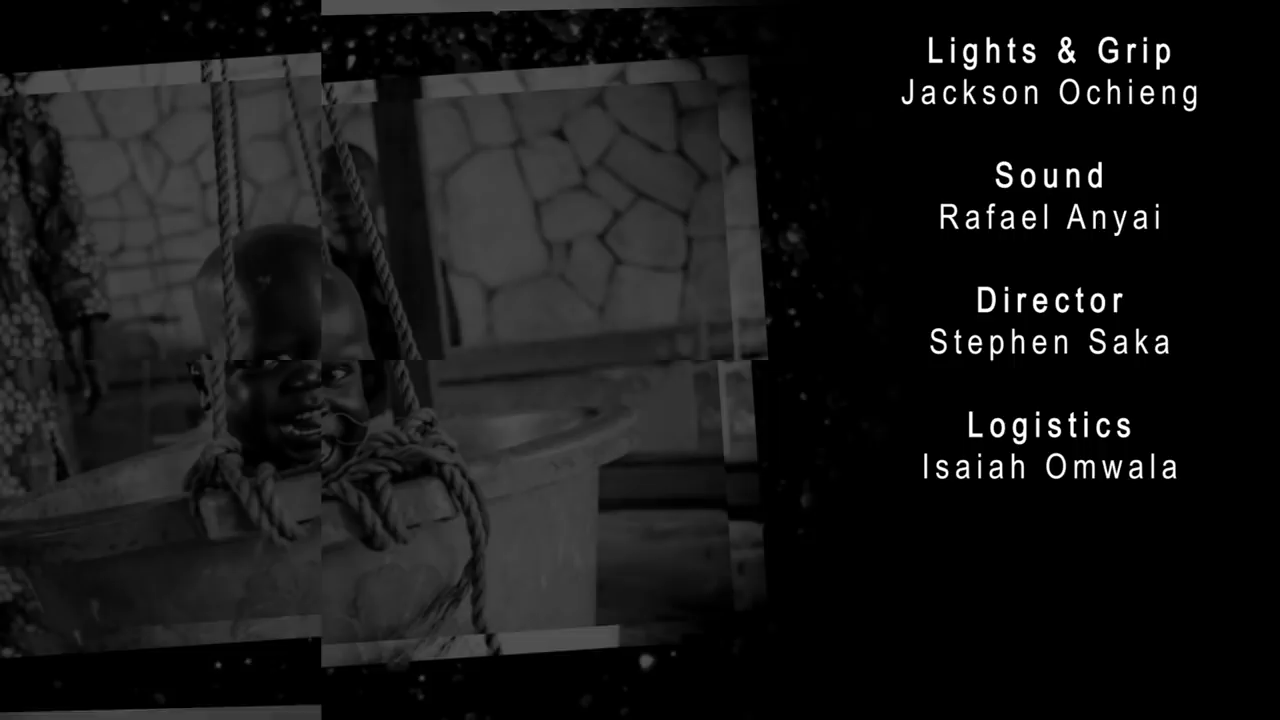 Lights & Grip
Jackson Ochieng
Sound
Rafael Anyai
Director
Stephen Saka
Logistics
Isaiah Omwala